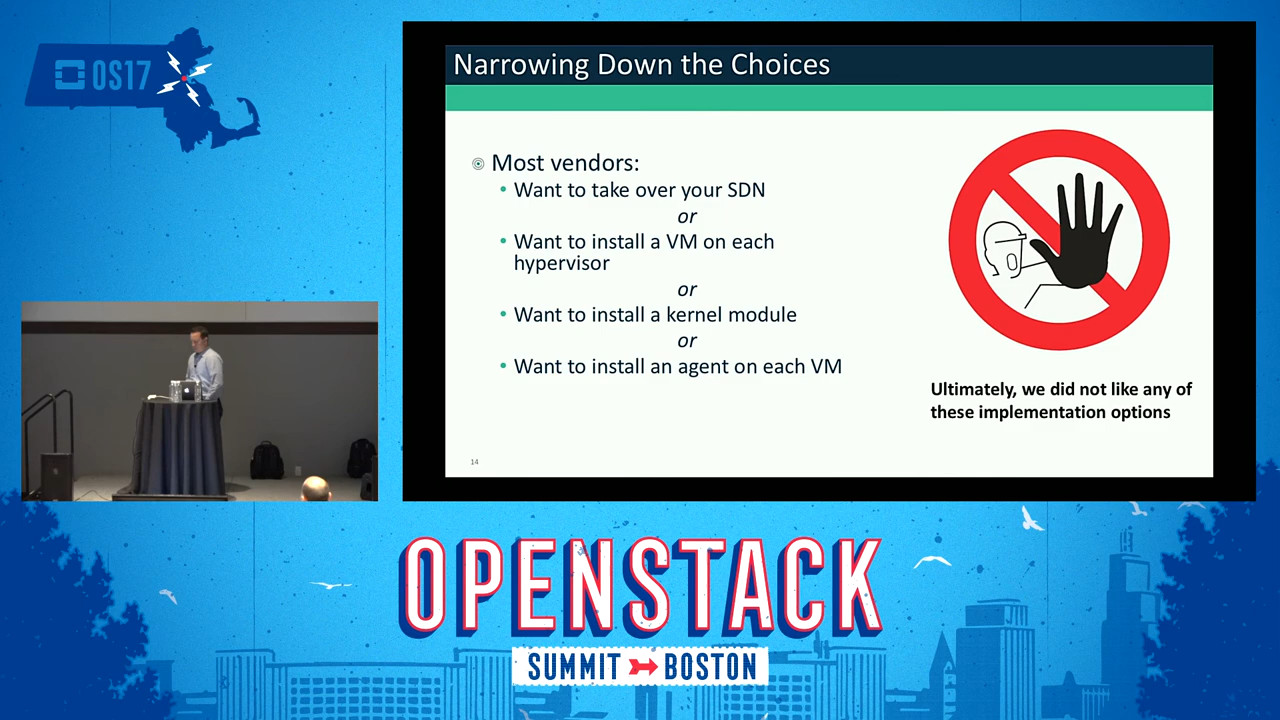 OS17
Narrowing Down the Choices
Most vendors:
• Want to take over your SDN
or
• Want to install a VM on each
hypervisor
or
• Want to install a kernel module
or
• Want to install an agent on each VM
Ultimately, we did not like any of
these implementation options
14
OPENSTACK
SUMMIT BOSTON